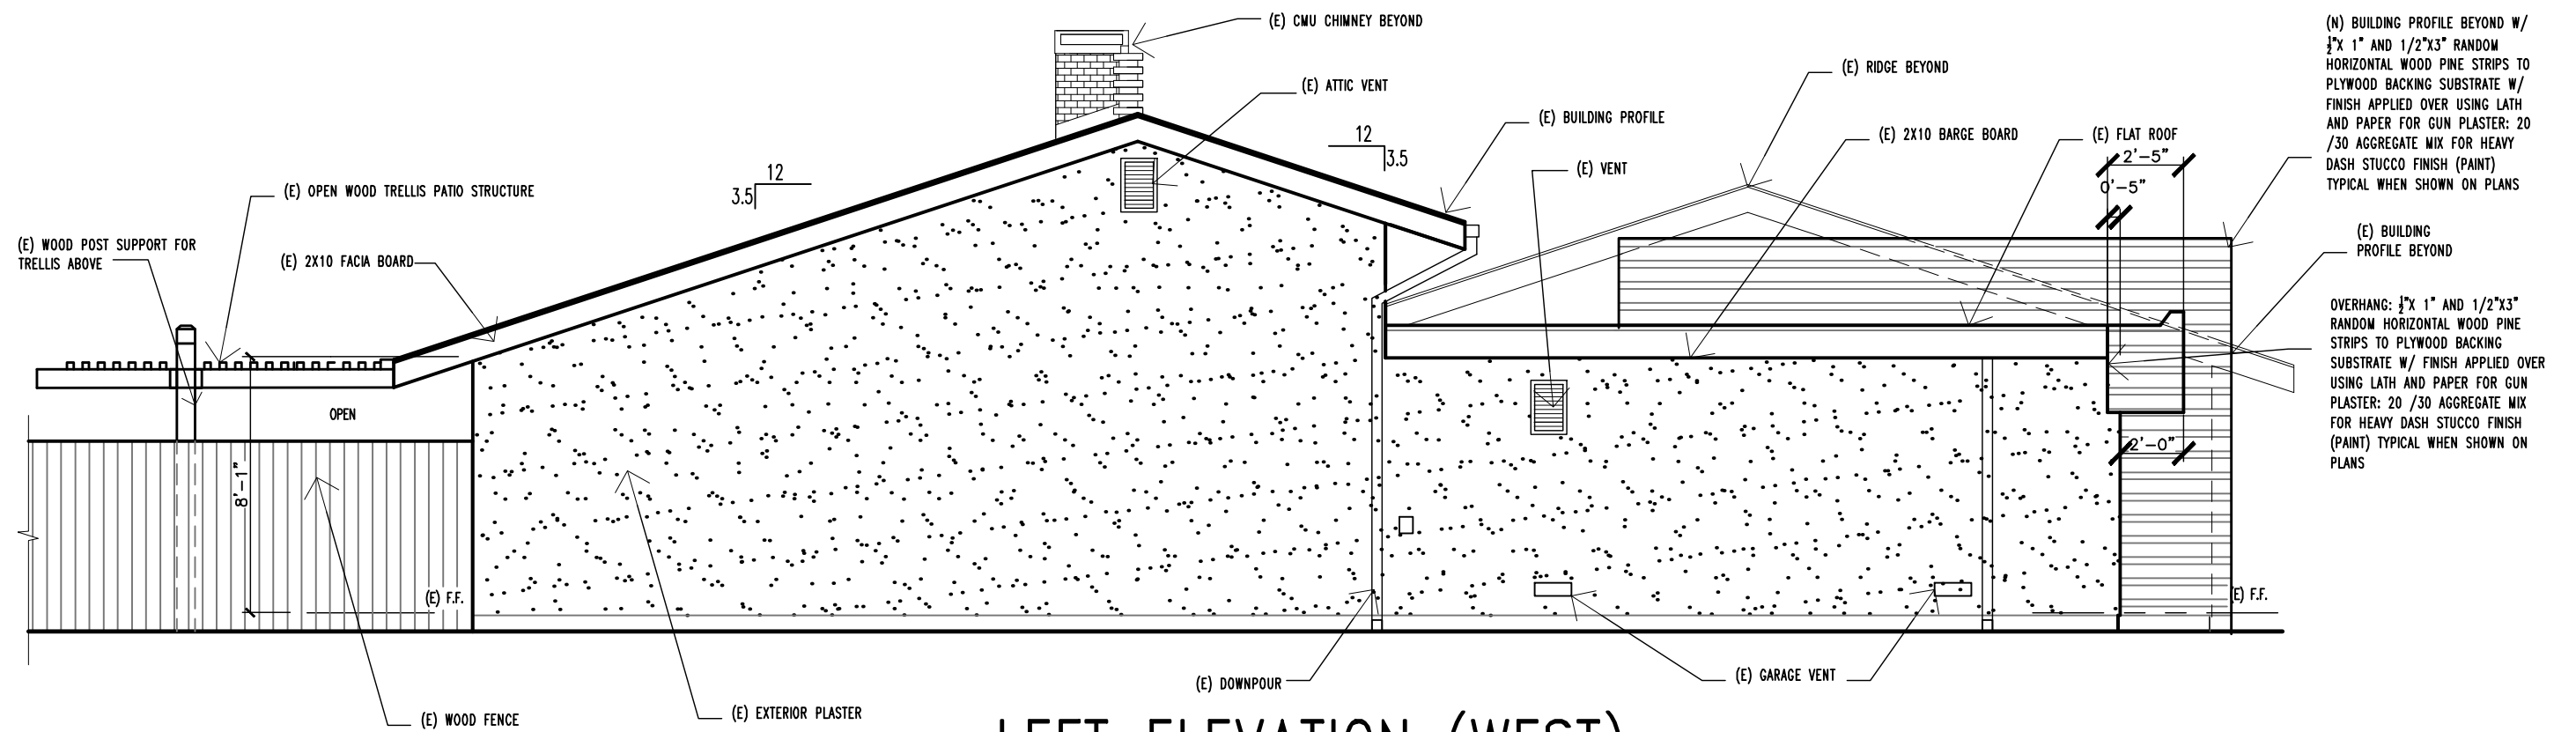 (E) CMU CHIMNEY BEYOND
(N) BUILDING PROFILE BEYOND W/
½"X 1" AND 1/2"X3" RANDOM
HORIZONTAL WOOD PINE STRIPS TO
PLYWOOD BACKING SUBSTRATE W/
FINISH APPLIED OVER USING LATH
AND PAPER FOR GUN PLASTER: 20
/30 AGGREGATE MIX FOR HEAVY
DASH STUCCO FINISH (PAINT)
TYPICAL WHEN SHOWN ON PLANS
(E) RIDGE BEYOND
(E) ATTIC VENT
(E) BUILDING PROFILE
12
3.5
(E) 2X10 BARGE BOARD
(E) FLAT ROOF
2'-5"
0'-5"
(E) VENT
12
3.5
(E) OPEN WOOD TRELLIS PATIO STRUCTURE
(E) WOOD POST SUPPORT FOR
TRELLIS ABOVE
(E) 2X10 FACIA BOARD
(E) BUILDING
PROFILE BEYOND
OVERHANG: ½"X 1" AND 1/2"X3"
RANDOM HORIZONTAL WOOD PINE
STRIPS TO PLYWOOD BACKING
SUBSTRATE W/ FINISH APPLIED OVER
USING LATH AND PAPER FOR GUN
PLASTER: 20 /30 AGGREGATE MIX
FOR HEAVY DASH STUCCO FINISH
(PAINT) TYPICAL WHEN SHOWN ON
PLANS
OPEN
2'-0"
8'-1"
(E) F.F.
(E) F.F.
(E) DOWNPOUR
(E) GARAGE VENT
(E) WOOD FENCE
(E) EXTERIOR PLASTER
LEFT ELEVATION (WEST)